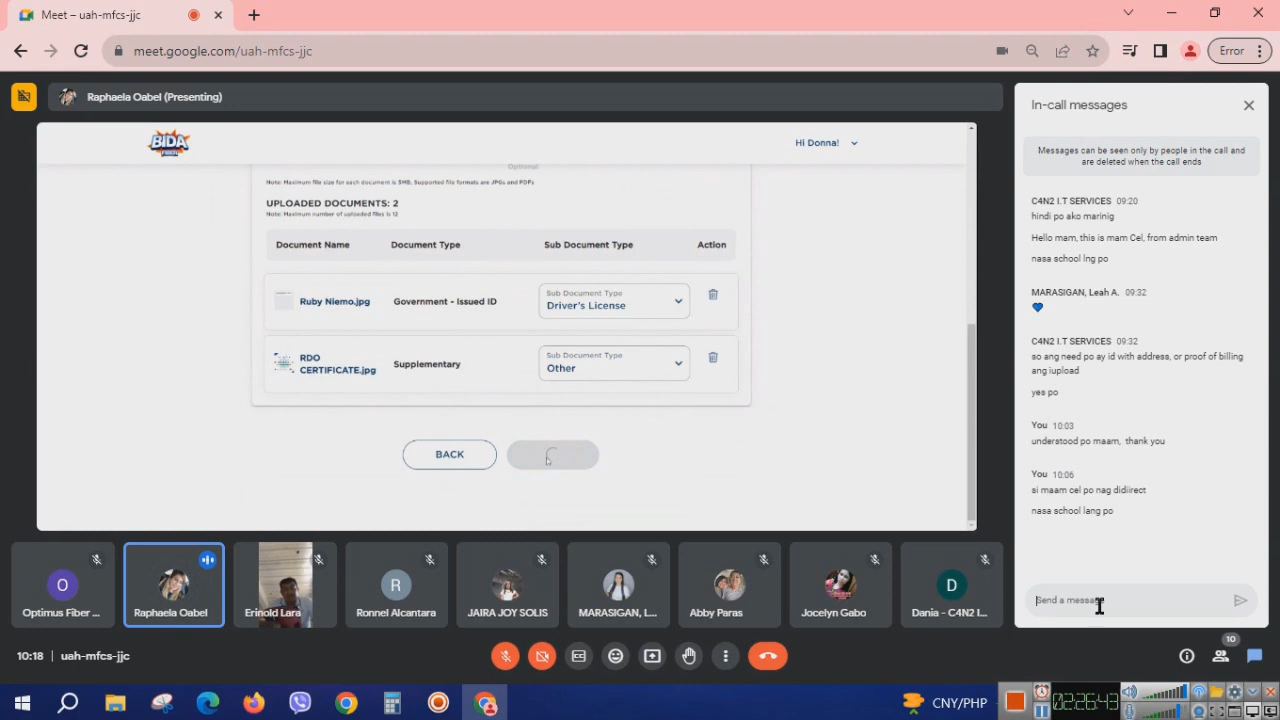 Meet – uah-mfcs-jjc
meet.google.com/uah-mfcs-jjc
Error
Raphaela Oabel (Presenting)
BIDA
FIBER
Hi Donna!
Optional
Note: Maximum file size for each document is 5MB, Supported file formats are JPGs and PDFs
UPLOADED DOCUMENTS: 2
Note: Maximum number of uploaded files is 12
Document Name Document Type Sub Document Type Action
Ruby Niemo.jpg Government - Issued ID
Sub Document Type
Driver's License
RDO
CERTIFICATE.jpg
Supplementary
Sub Document Type
Other
BACK
In-call messages
Messages can be seen only by people in the call and
are deleted when the call ends
C4N2 I.T SERVICES 09:20
hindi po ako marinig
Hello mam, this is mam Cel, from admin team
nasa school lng po
MARASIGAN, Leah A. 09:32
C4N2 I.T SERVICES 09:32
so ang need po ay id with address, or proof of billing
ang iupload
yes po
You 10:03
understood po maam, thank you
You 10:06
si maam cel po nag didiirect
nasa school lang po
Send a message
O
Optimus Fiber ...
Raphaela Oabel
Erinold Lara
R
Ronnel Alcantara
JAIRA JOY SOLIS
MARASIGAN, L...
Abby Paras
Jocelyn Gabo
D
Dania - C4N2 I...
10:18 | uah-mfcs-jjc
10
CNY/PHP
02:26:43